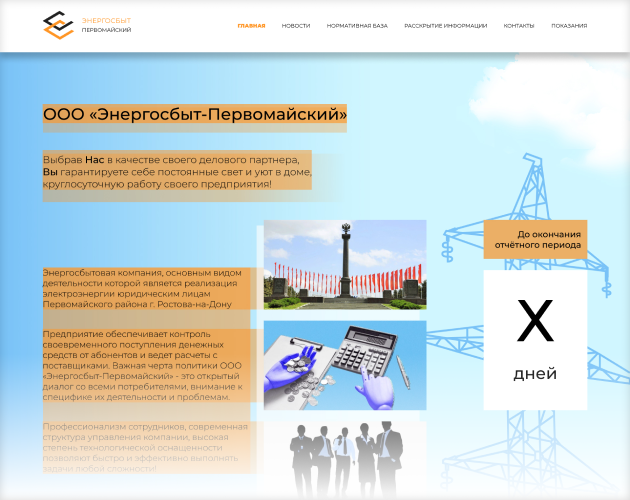 ЭНЕРГОСБЫТ
ПЕРВОМАЙСКИЙ
ГЛАВНАЯ НОВОСТИ НОРМАТИВНАЯ БАЗА РАССКРЫТИЕ ИНФОРМАЦИИ КОНТАКТЫ ПОКАЗАНИЯ
ООО «Энергосбыт-Первомайский»
Выбрав Нас в качестве своего делового партнера,
Вы гарантируете себе постоянные свет и уют в доме,
круглосуточную работу своего предприятия!
До окончания
отчётного периода
X
дней
Энергосбытовая компания, основным видом
деятельности которой является реализация
электроэнергии юридическим лицам
Первомайского района г. Ростова-на-Дону
Предприятие обеспечивает контроль
своевременного поступления денежных
средств от абонентов и ведет расчеты с
поставщиками. Важная черта политики ООО
«Энергосбыт-Первомайский» - это открытый
диалог со всеми потребителями, внимание к
специфике их деятельности и проблемам.
Профессионализм сотрудников, современная
структура управления компании, высокая
степень технологической оснащенности
позволяют быстро и эффективно выполнять
задачи любой сложности!